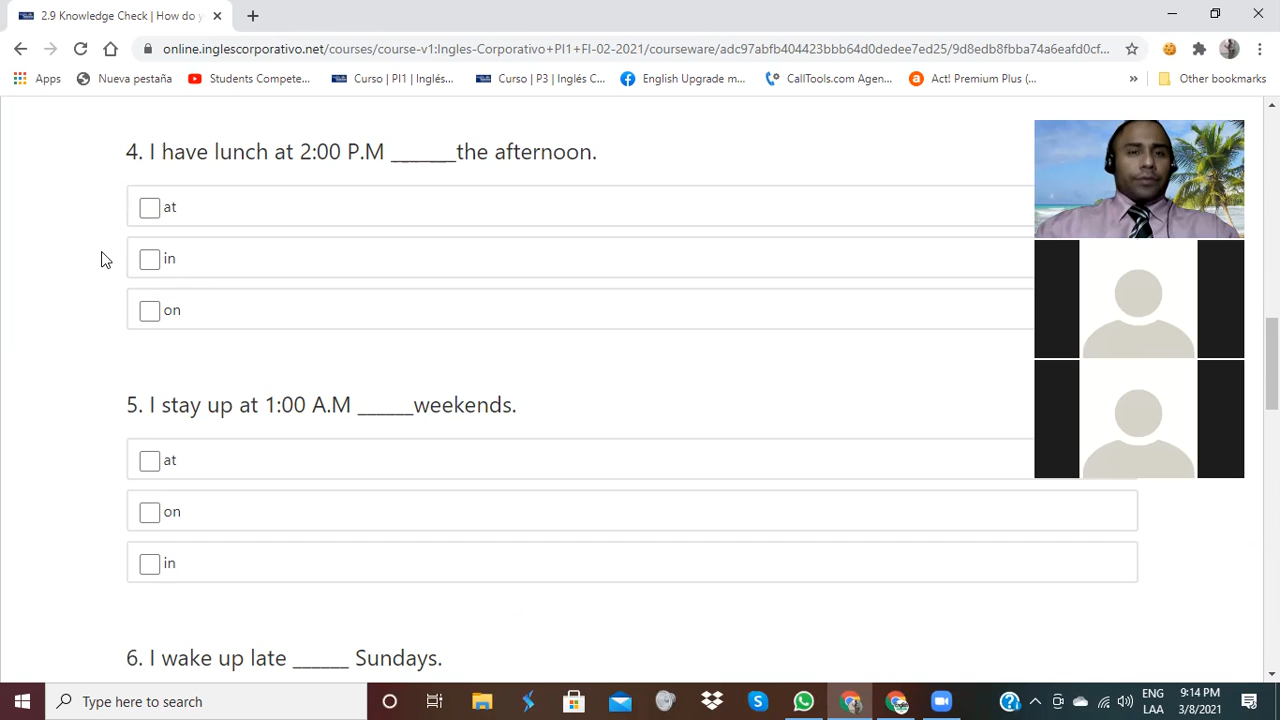 2.9 Knowledge Check | How do y
online.inglescorporativo.net/courses/course-v1:Ingles-Corporativo+PI1+FI-02-2021/courseware/adc97abfb404423bbb64d0dedee7ed25/9d8edb8fbba74a6eafd0cf...
Apps Nueva pestaña Students Compete... Curso | PI1 | Inglés... Curso | P3 | Inglés C... English Upgrade m... CallTools.com Agen... Act! Premium Plus (... » Other bookmarks
4. I have lunch at 2:00 P.M ______the afternoon.
at
in
on
5. I stay up at 1:00 A.M ______weekends.
at
on
in
6. I wake up late ______ Sundays.
Type here to search
ENG 9:14 PM
LAA 3/8/2021